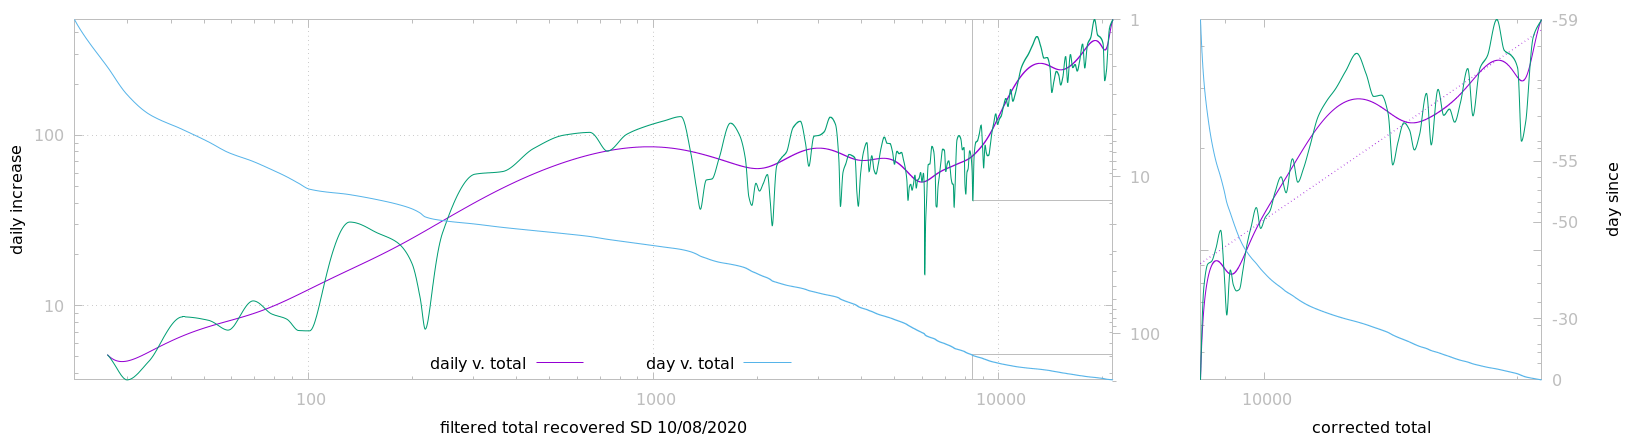 1
-59
100
-55
10
daily increase
-50
day since
10
-30
100
daily v. total
day v. total
0
100
1000
10000
10000
filtered total recovered SD 10/08/2020
corrected total